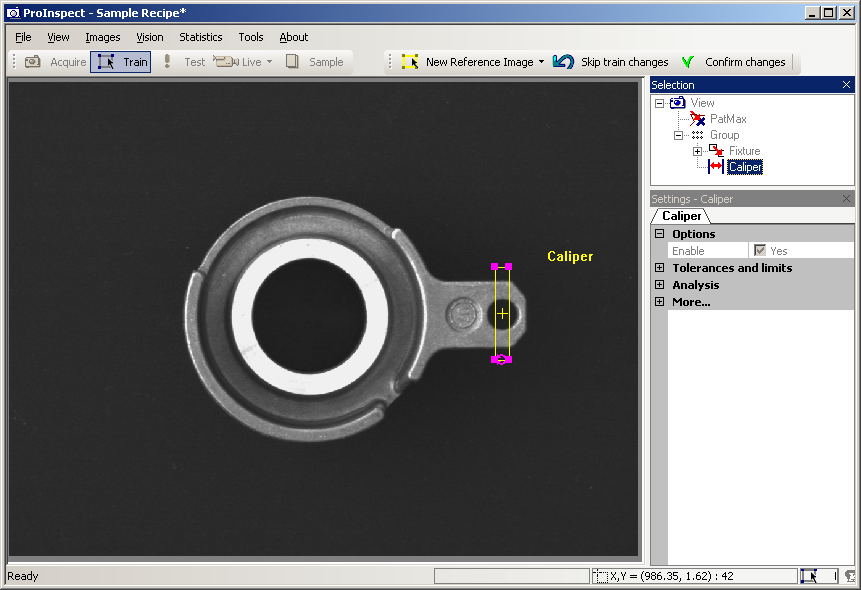 ProInspect - Sample Recipe*
File View Images Vision Statistics Tools About
Acquire Train Test Live Sample New Reference Image Skip train changes Confirm changes
Selection
View
PatMax
Group
Fixture
Caliper
Settings - Caliper
Caliper
Options
Enable Yes
Tolerances and limits
Analysis
More...
Caliper
Ready X,Y = (986.35, 1.62) : 42